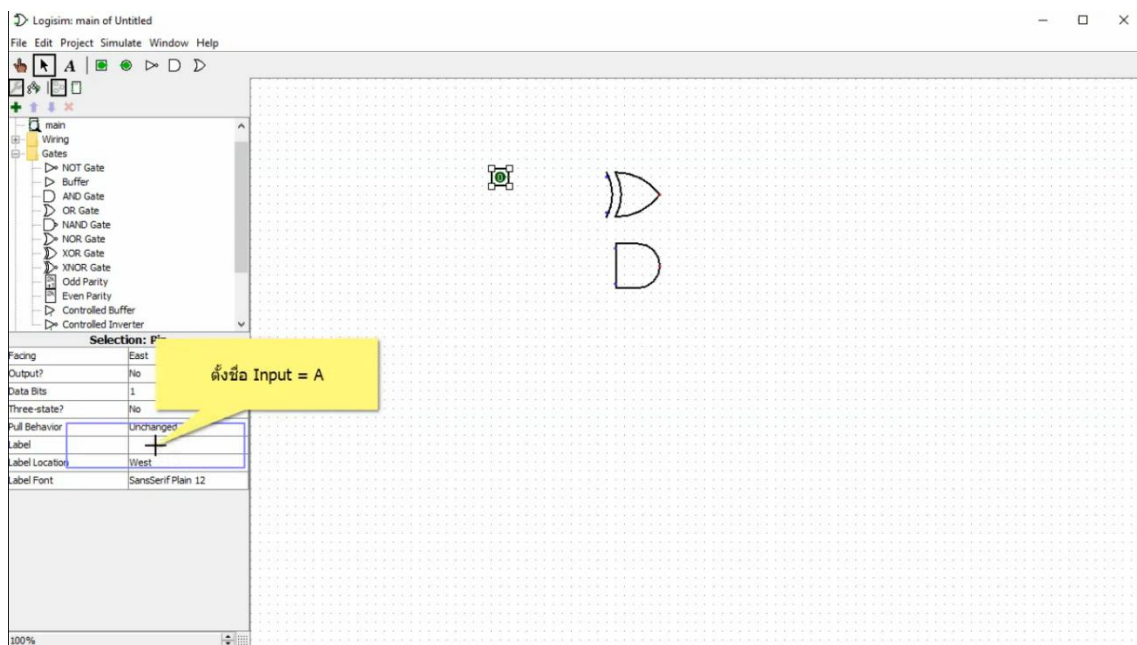 Logisim: main of Untitled
File Edit Project Simulate Window Help
A
main
Wiring
Gates
NOT Gate
Buffer
AND Gate
OR Gate
NAND Gate
NOR Gate
XOR Gate
XNOR Gate
Odd Parity
Even Parity
Controlled Buffer
Controlled Inverter
Selection:
Facing East
Output? No
Data Bits 1
Three-state? No
Pull Behavior Unchanged
Label
Label Location West
Label Font SansSerif Plain 12
ตั้งชื่อ Input = A
100%